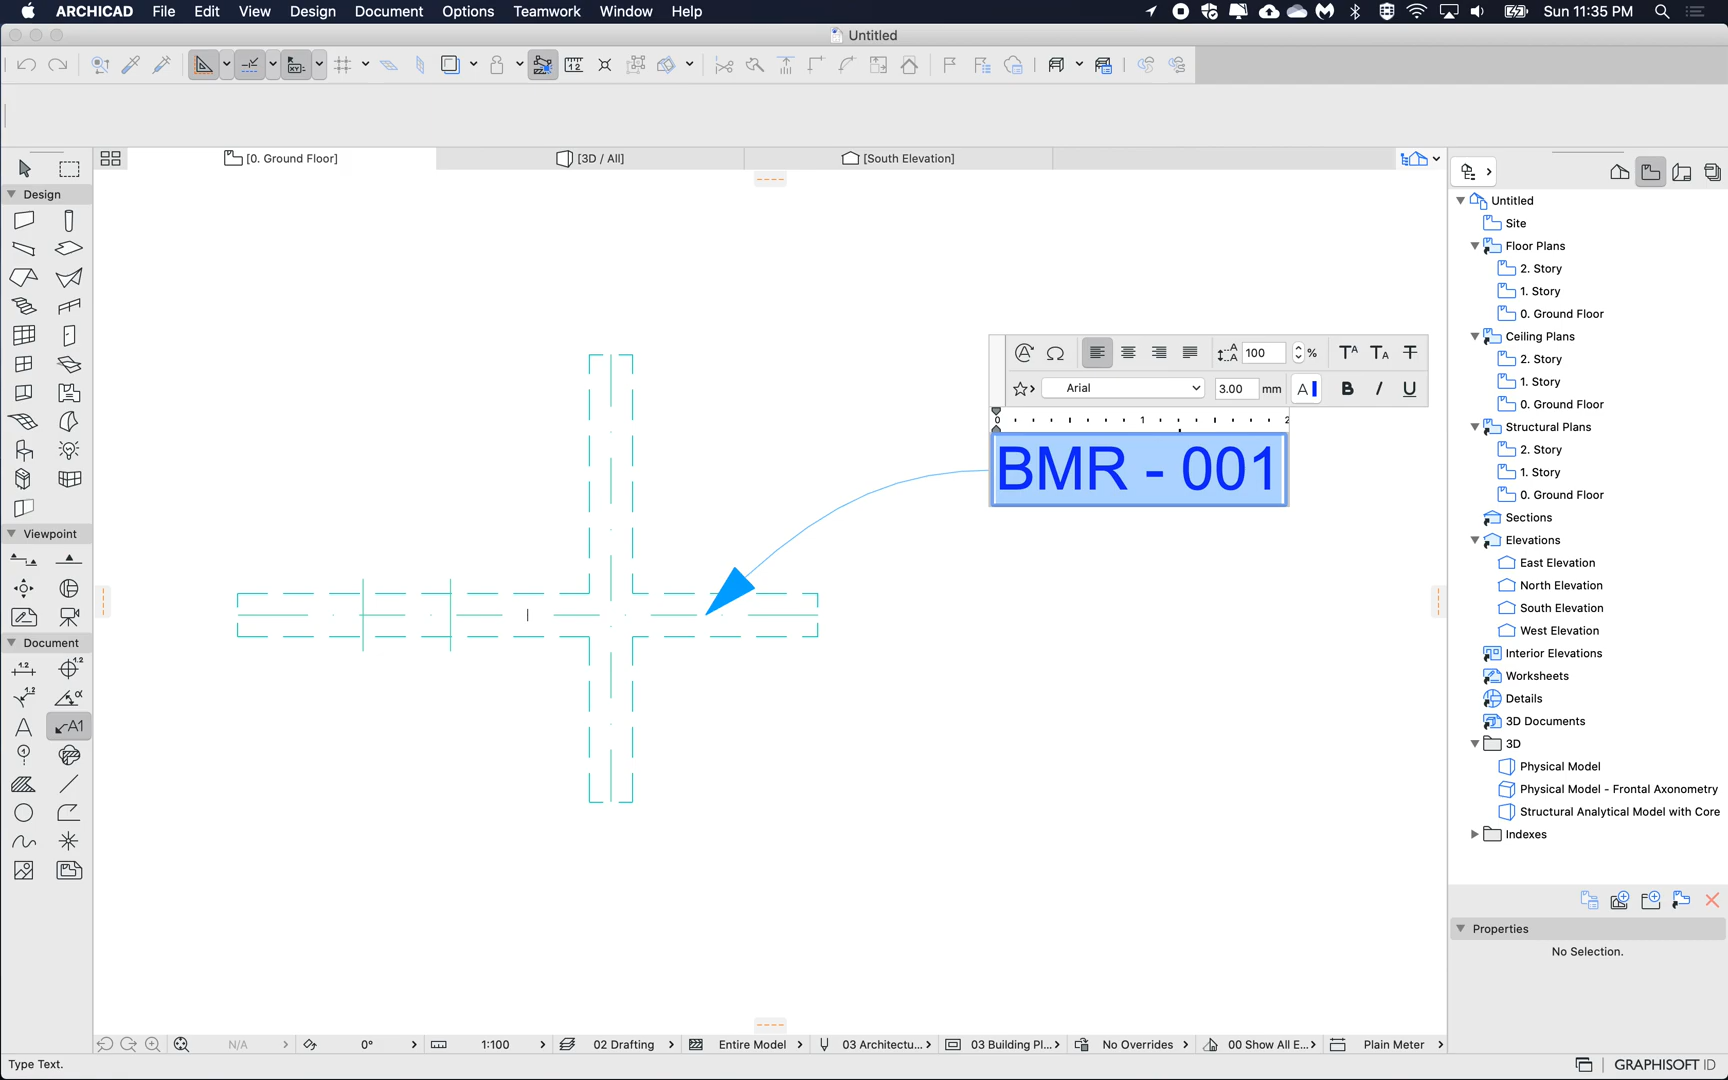 ARCHICAD File Edit View Design Document Options Teamwork Window Help Sun 11:35 PM
Untitled
[0. Ground Floor] [3D / All] [South Elevation]
Design
Viewpoint
Document
100 %
Arial 3.00 mm A B I U
0 1 2
BMR - 001
Untitled
Site
Floor Plans
2. Story
1. Story
0. Ground Floor
Ceiling Plans
2. Story
1. Story
0. Ground Floor
Structural Plans
2. Story
1. Story
0. Ground Floor
Sections
Elevations
East Elevation
North Elevation
South Elevation
West Elevation
Interior Elevations
Worksheets
Details
3D Documents
3D
Physical Model
Physical Model - Frontal Axonometry
Structural Analytical Model with Core
Indexes
Properties
No Selection.
N/A 0° 1:100 02 Drafting Entire Model 03 Architectu... 03 Building Pl... No Overrides 00 Show All E... Plain Meter
Type Text. GRAPHISOFT ID